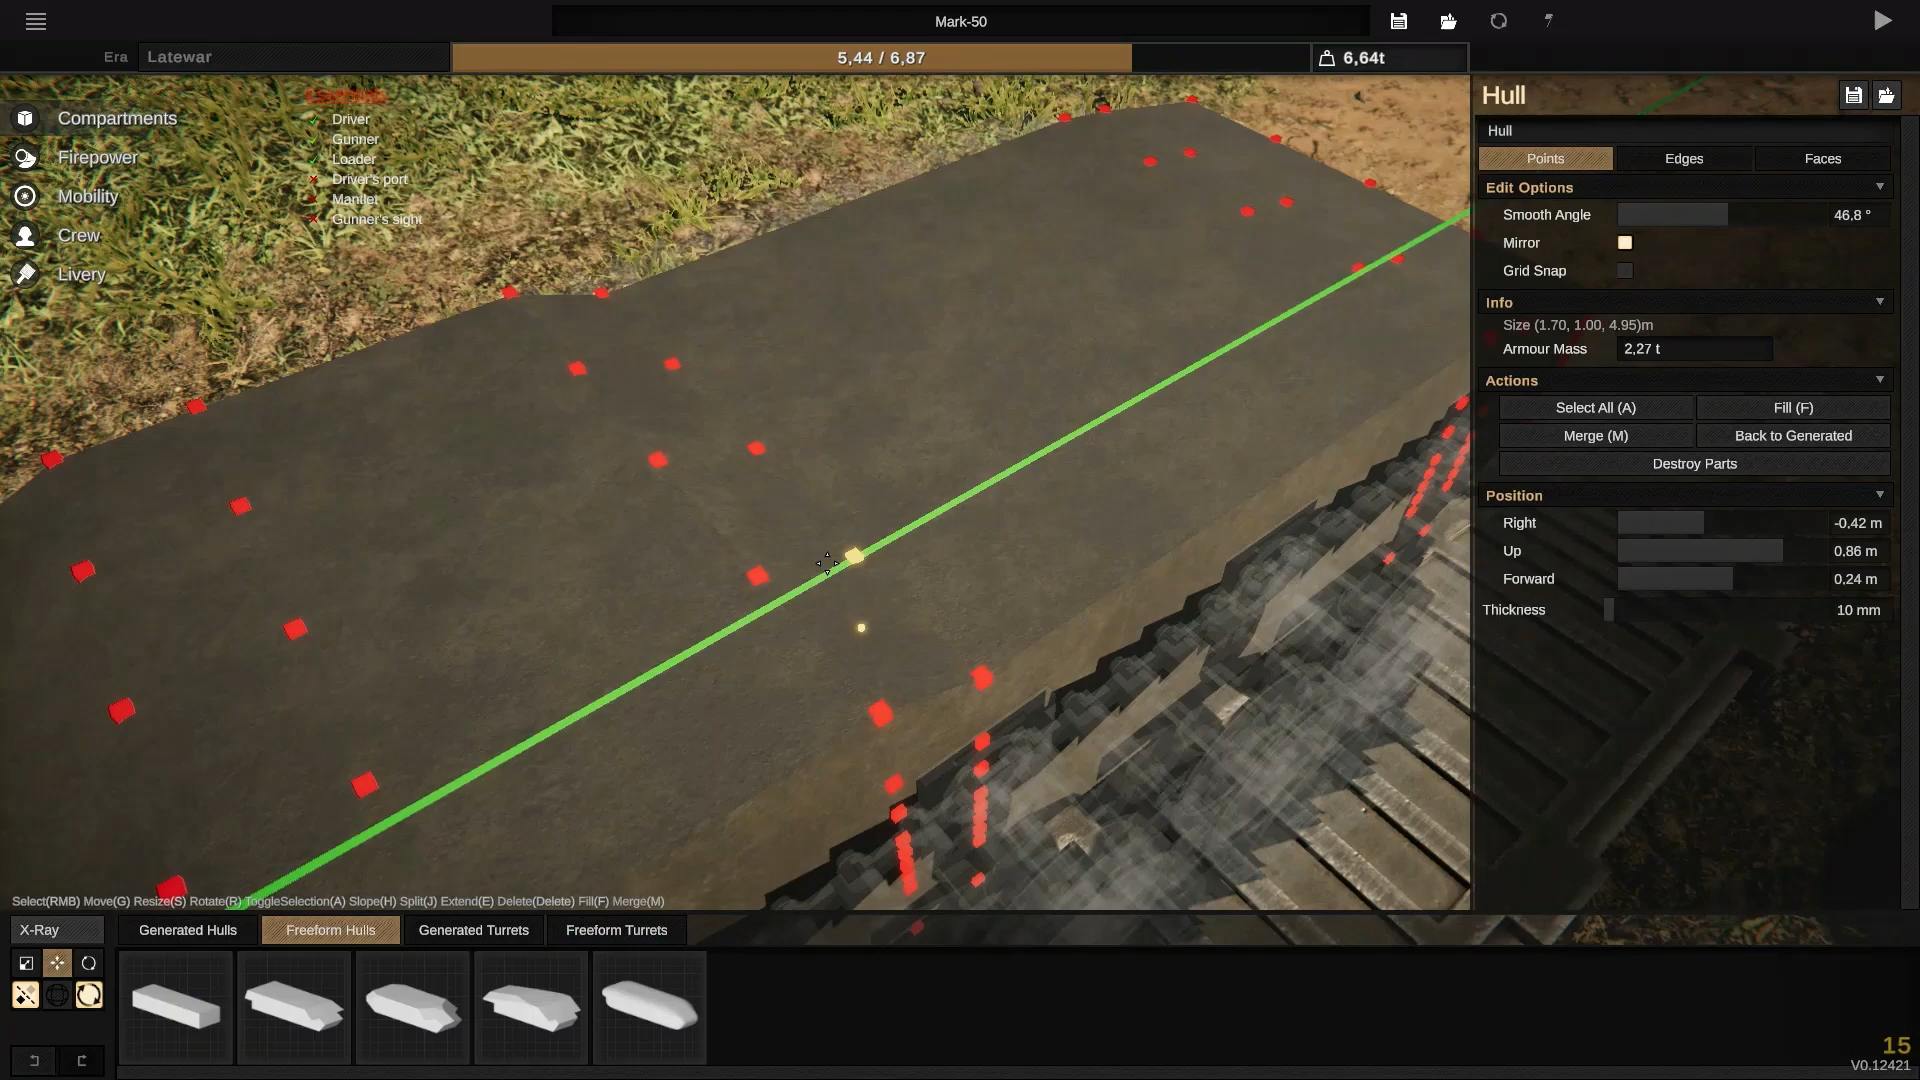 Mark-50
Era
Latewar
5,44 / 6,87
6,64t
Compartments
Firepower
Mobility
Crew
Livery
Essentials
Driver
Gunner
Loader
Driver's port
Mantlet
Gunner's sight
Hull
Hull
Points
Edges
Faces
Edit Options
Smooth Angle
46,8 °
Mirror
Grid Snap
Info
Size (1.70, 1.00, 4.95)m
Armour Mass
2,27 t
Actions
Select All (A)
Fill (F)
Merge (M)
Back to Generated
Destroy Parts
Position
Right
-0,42 m
Up
0,86 m
Forward
0,24 m
Thickness
10 mm
Select(RMB) Move(G) Resize(S) Rotate(R) ToggleSelection(A) Slope(H) Split(J) Extend(E) Delete(Delete) Fill(F) Merge(M)
X-Ray
Generated Hulls
Freeform Hulls
Generated Turrets
Freeform Turrets
15
V0.12421